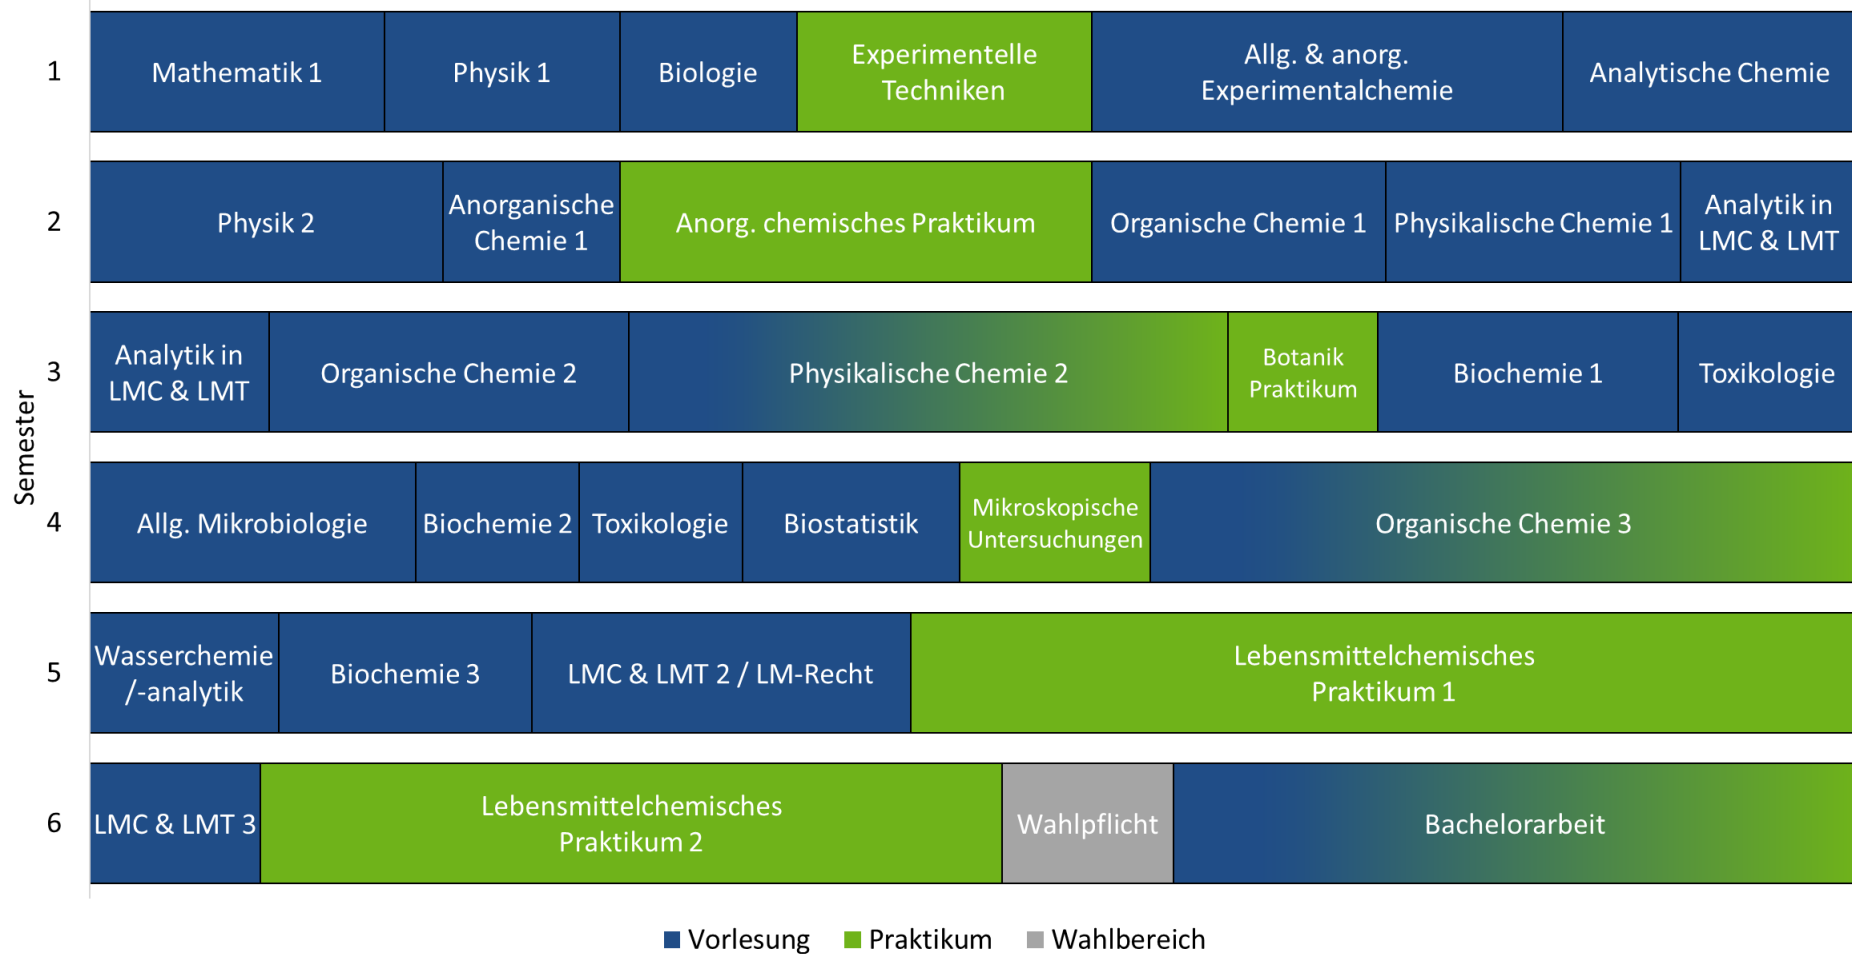 1
Mathematik 1
Physik 1
Biologie
Experimentelle
Techniken
Allg. & anorg.
Experimentalchemie
Analytische Chemie
2
Physik 2
Anorganische
Chemie 1
Anorg. chemisches Praktikum
Organische Chemie 1
Physikalische Chemie 1
Analytik in
LMC & LMT
Semester
3
Analytik in
LMC & LMT
Organische Chemie 2
Physikalische Chemie 2
Botanik
Praktikum
Biochemie 1
Toxikologie
4
Allg. Mikrobiologie
Biochemie 2
Toxikologie
Biostatistik
Mikroskopische
Untersuchungen
Organische Chemie 3
5
Wasserchemie
/-analytik
Biochemie 3
LMC & LMT 2 / LM-Recht
Lebensmittelchemisches
Praktikum 1
6
LMC & LMT 3
Lebensmittelchemisches
Praktikum 2
Wahlpflicht
Bachelorarbeit
Vorlesung
Praktikum
Wahlbereich